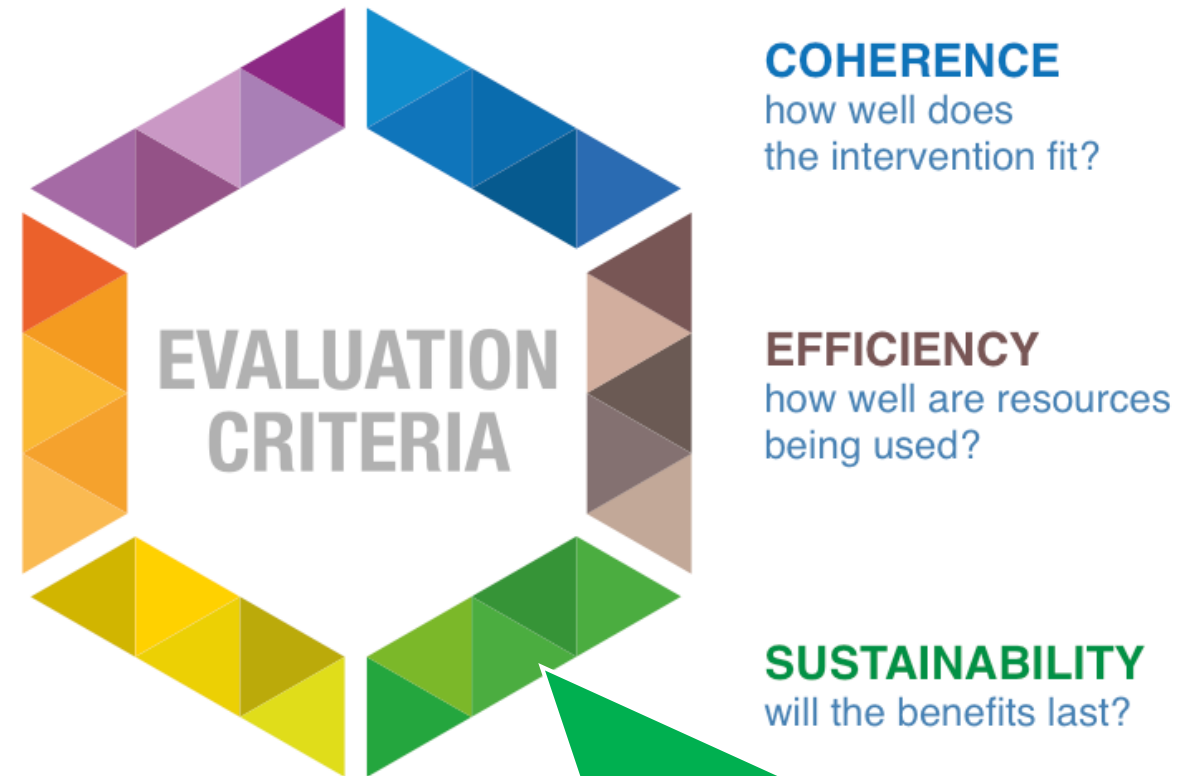 EVALUATION
CRITERIA
COHERENCE
how well does
the intervention fit?
EFFICIENCY
how well are resources
being used?
SUSTAINABILITY
will the benefits last?